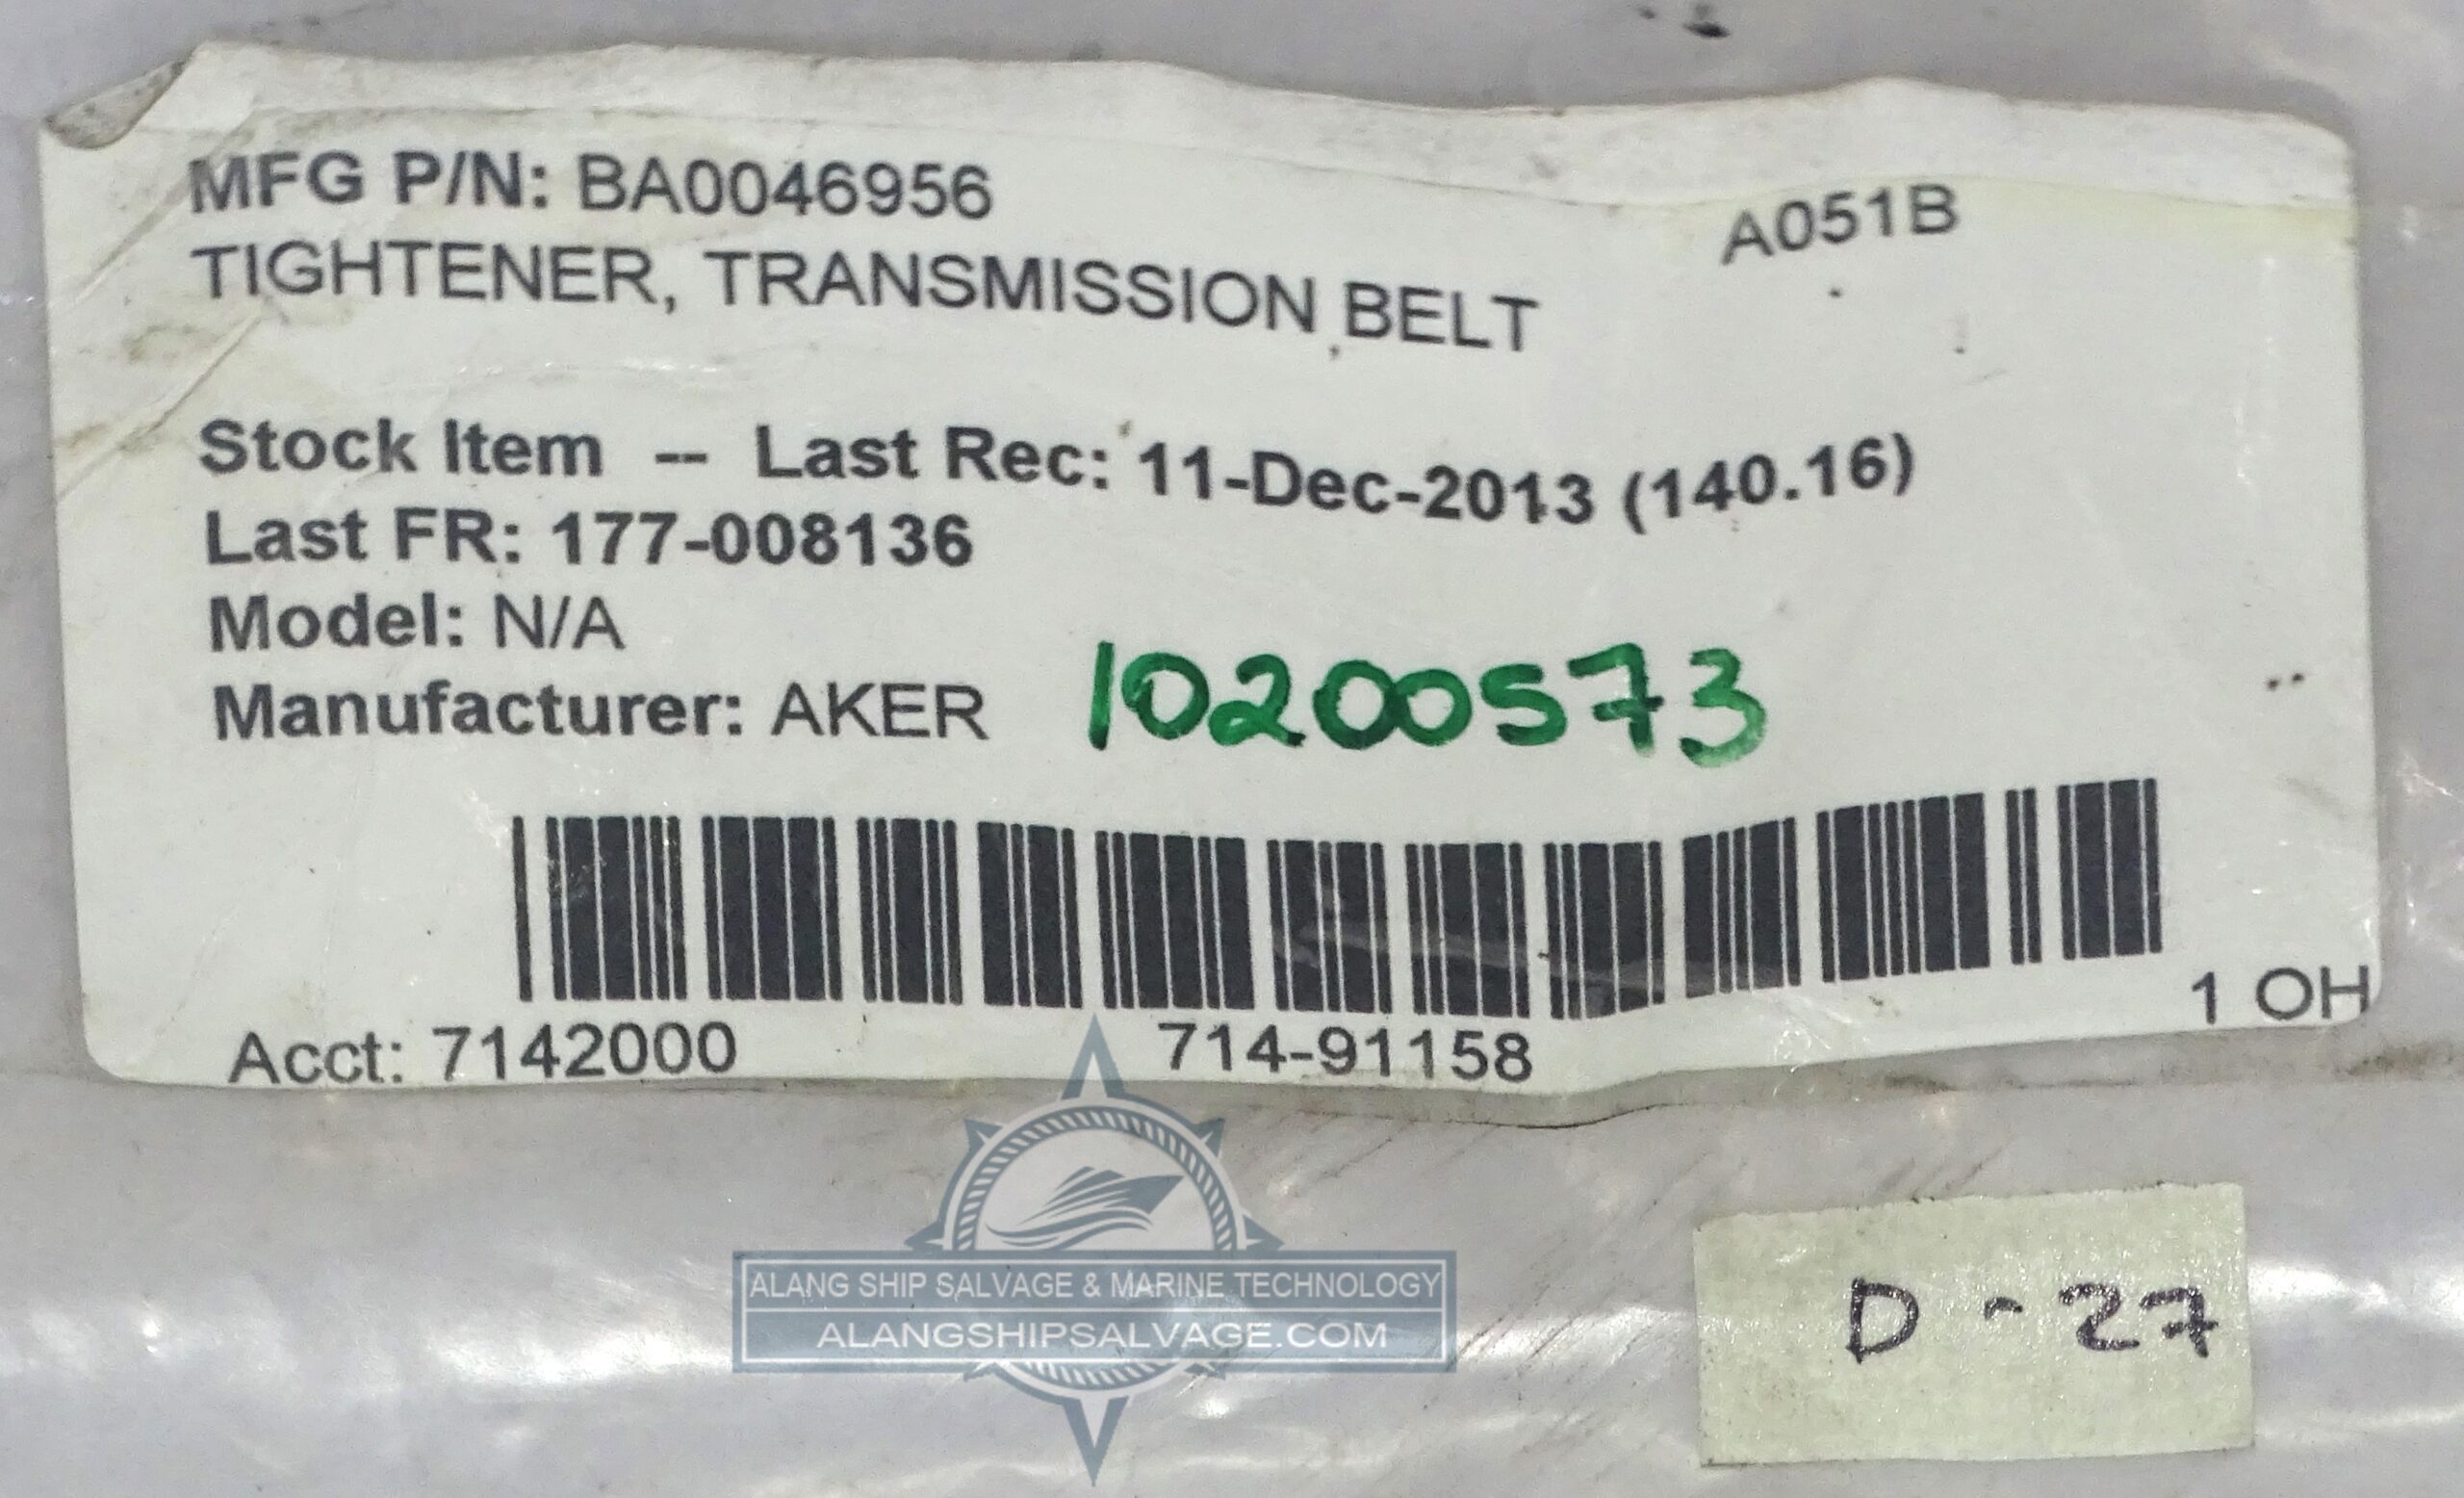 MFG P/N: BA0046956
A051B
TIGHTENER, TRANSMISSION BELT
Stock Item -- Last Rec: 11-Dec-2013 (140.16)
Last FR: 177-008136
Model: N/A
Manufacturer: AKER 10200573
1 OH
Acct: 7142000 714-91158
ALANG SHIP SALVAGE & MARINE TECHNOLOGY
ALANGSHIPSALVAGE.COM
D - 27